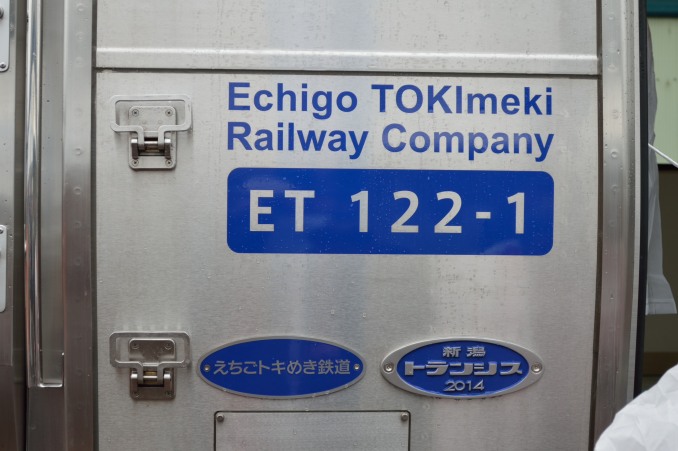 Echigo TOKImeki
Railway Company
ET 122-1
えちごトキめき鉄道
新潟
トランシス
2014